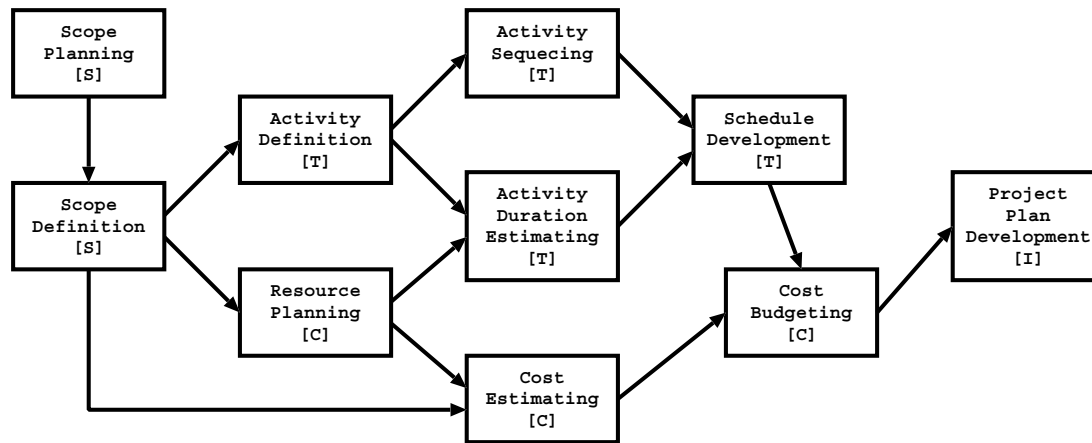 Scope
Planning
[S]
Activity
Sequecing
[T]
Activity
Definition
[T]
Schedule
Development
[T]
Scope
Definition
[S]
Activity
Duration
Estimating
[T]
Project
Plan
Development
[I]
Resource
Planning
[C]
Cost
Budgeting
[C]
Cost
Estimating
[C]